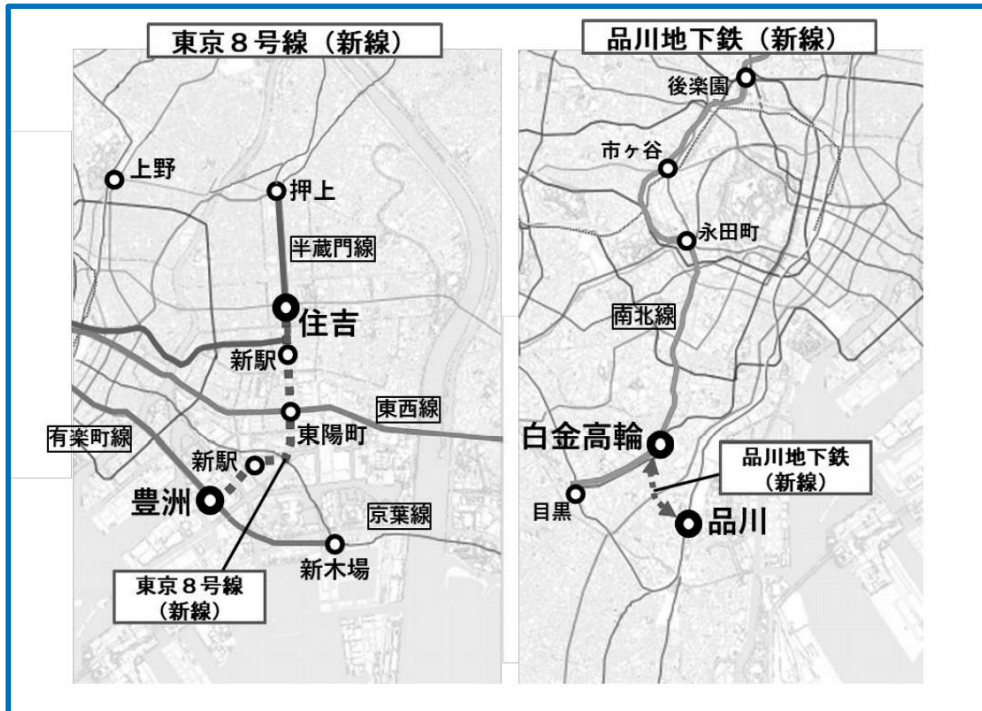 東京８号線（新線）
上野
押上
半蔵門線
住吉
新駅
東西線
東陽町
有楽町線
新駅
豊洲
京葉線
新木場
東京８号線
（新線）
品川地下鉄（新線）
後楽園
市ヶ谷
永田町
南北線
白金高輪
品川地下鉄
（新線）
目黒
品川